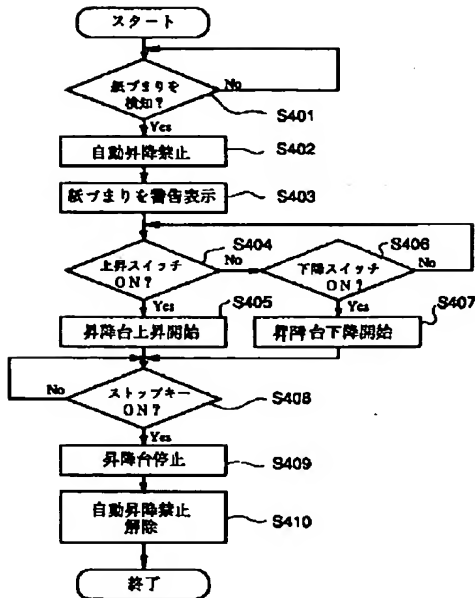 スタート
紙づまりを
検知?
No
S401
Yes
自動昇降禁止
S402
紙づまりを警告表示
S403
上昇スイッチ
ON?
S404
No
下降スイッチ
ON?
S406
No
Yes
S405
Yes
S407
昇降台上昇開始
昇降台下降開始
No
ストップキー
ON?
S408
Yes
昇降台停止
S409
自動昇降禁止
解除
S410
終了